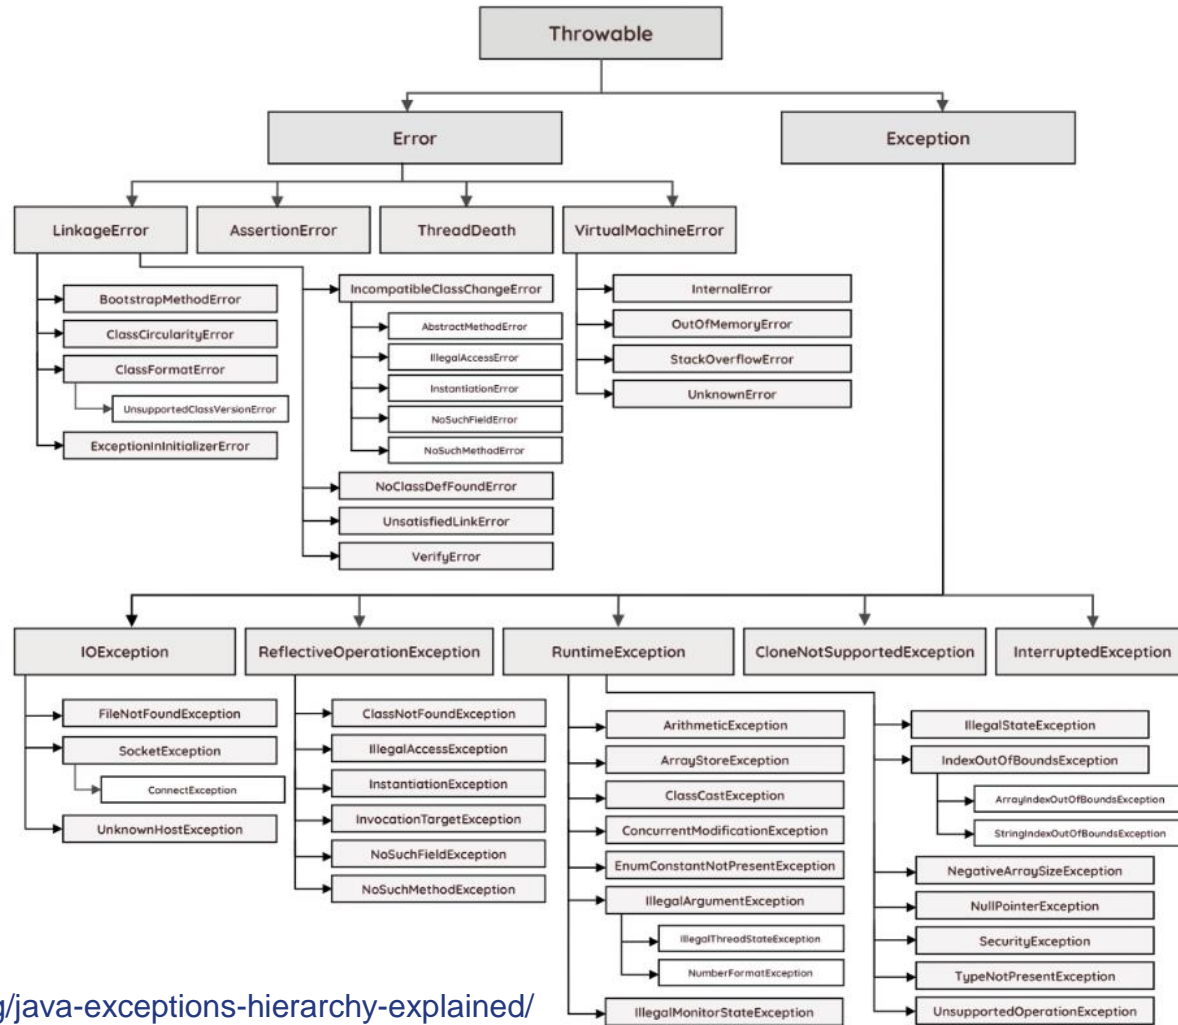 Throwable
Error
Exception
LinkageError
AssertionError
ThreadDeath
VirtualMachineError
BootstrapMethodError
ClassCircularityError
ClassFormatError
UnsupportedClassVersionError
ExceptionInInitializerError
IncompatibleClassChangeError
AbstractMethodError
IllegalAccessError
InstantiationError
NoSuchFieldError
NoSuchMethodError
NoClassDefFoundError
UnsatisfiedLinkError
VerifyError
InternalError
OutOfMemoryError
StackOverflowError
UnknownError
IOException
ReflectiveOperationException
RuntimeException
CloneNotSupportedException
InterruptedException
FileNotFoundException
SocketException
ConnectException
UnknownHostException
ClassNotFoundException
IllegalAccessException
InstantiationException
InvocationTargetException
NoSuchFieldException
NoSuchMethodException
ArithmeticException
ArrayStoreException
ClassCastException
ConcurrentModificationException
EnumConstantNotPresentException
IllegalArgumentException
IllegalThreadStateException
NumberFormatException
IllegalMonitorStateException
IllegalStateException
IndexOutOfBoundsException
ArrayIndexOutOfBoundsException
StringIndexOutOfBoundsException
NegativeArraySizeException
NullPointerException
SecurityException
TypeNotPresentException
UnsupportedOperationException
g/java-exceptions-hierarchy-explained/